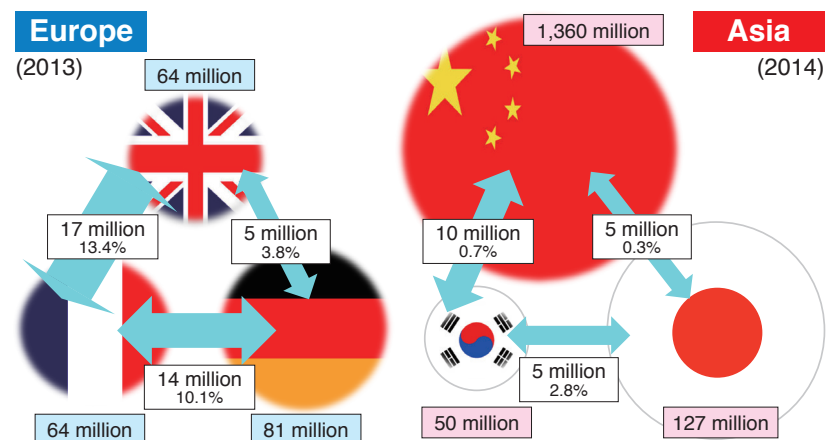 Europe
(2013)
64 million
17 million
13.4%
5 million
3.8%
14 million
10.1%
64 million
81 million
Asia
(2014)
1,360 million
10 million
0.7%
5 million
0.3%
5 million
2.8%
50 million
127 million